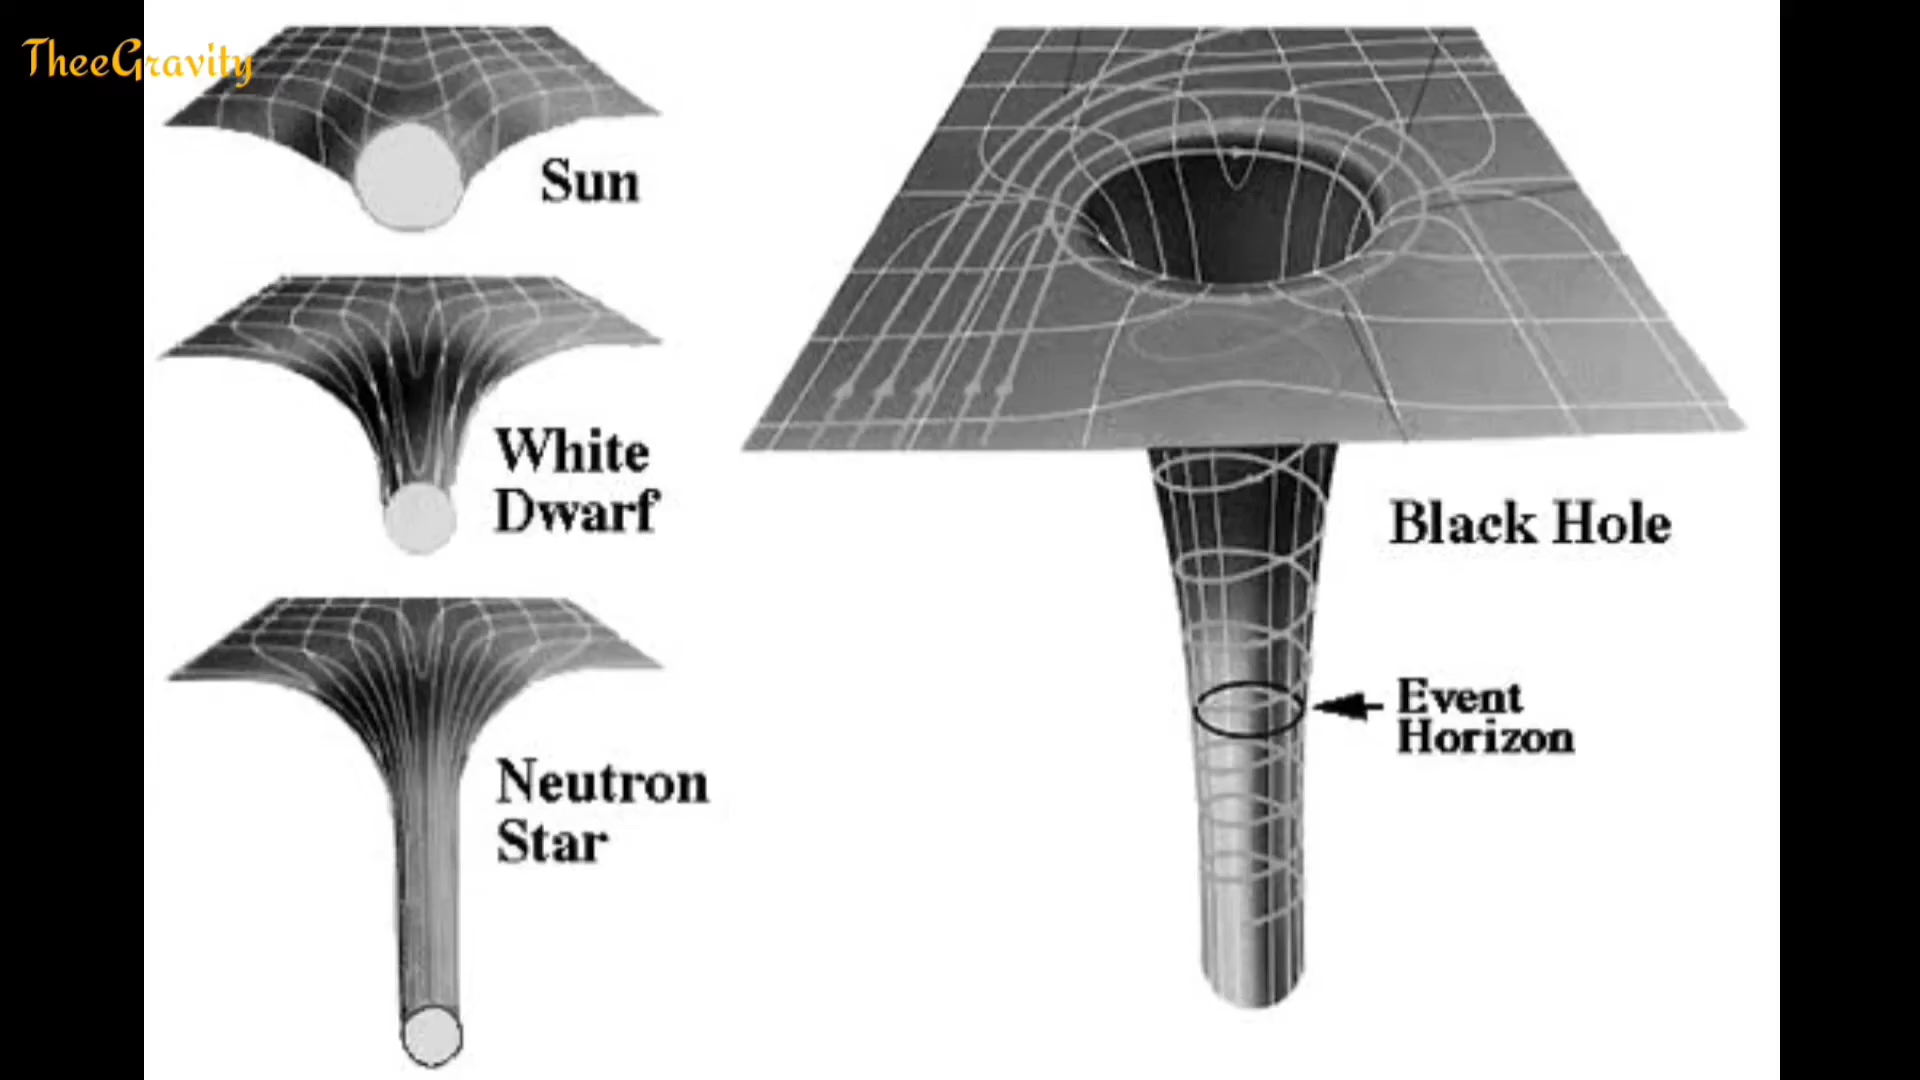 TheeGravity
Sun
White
Dwarf
Neutron
Star
Black Hole
Event
Horizon